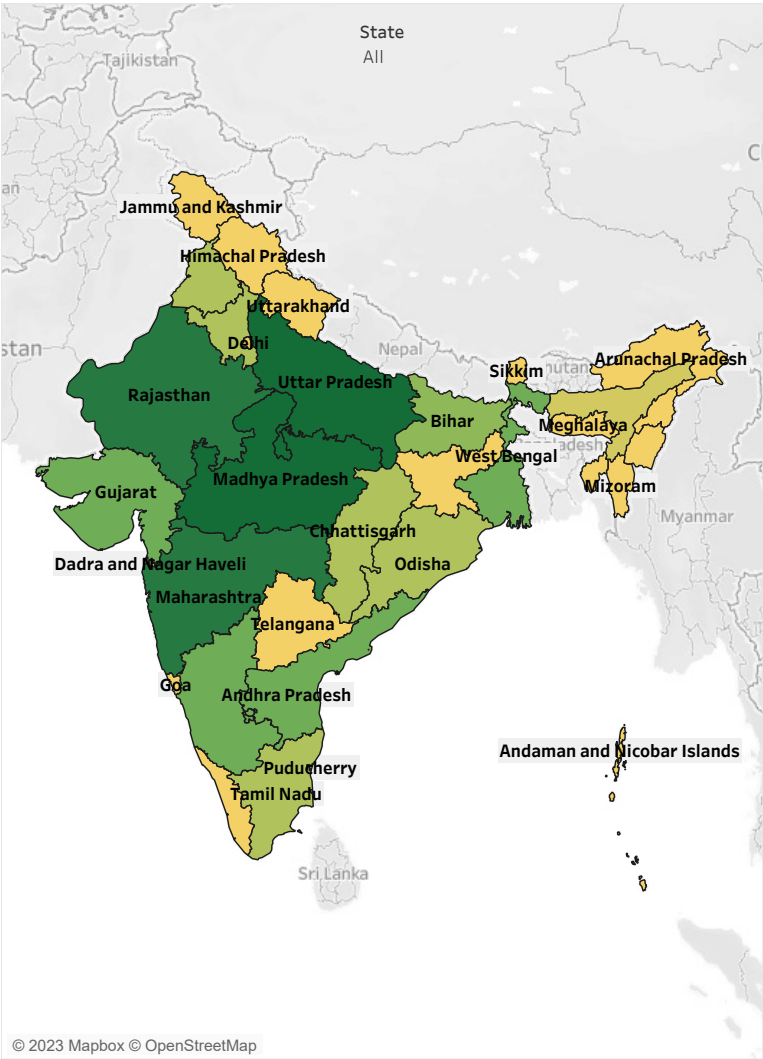 State
All
Tajikistan
an
Jammu and Kashmir
Himachal Pradesh
Uttarakhand
stan
Delhi
Nepal
Sikkim
Arunachal Pradesh
Rajasthan
Uttar Pradesh
Bihar
Meghalaya
West Bengal
Madhya Pradesh
Mizoram
Gujarat
Myanmar
Chhattisgarh
Dadra and Nagar Haveli
Odisha
Maharashtra
Telangana
Goa
Andhra Pradesh
Andaman and Nicobar Islands
Puducherry
Tamil Nadu
Sri Lanka
© 2023 Mapbox © OpenStreetMap